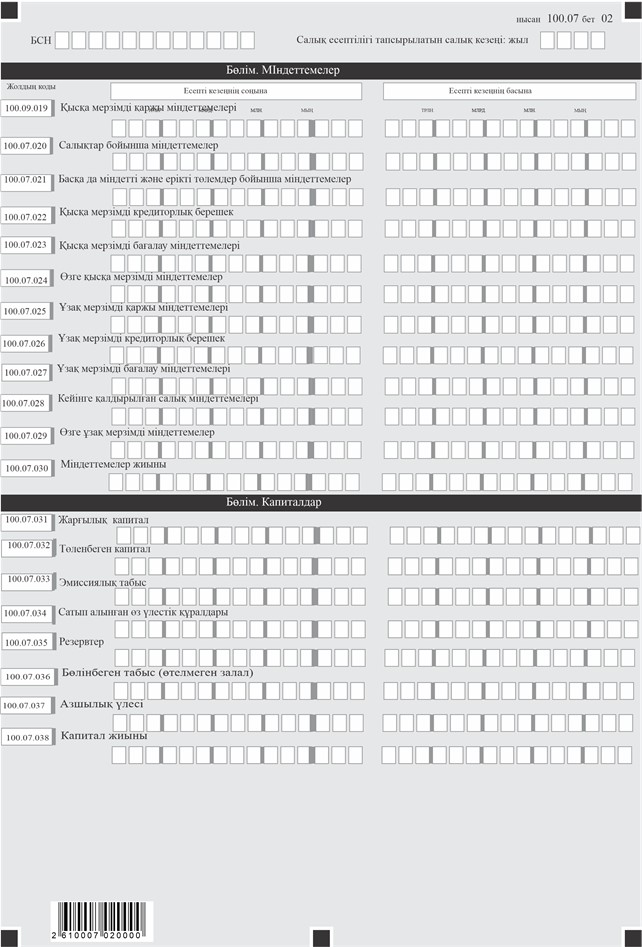 нысан 100.07 бет 02
БСН Салық есептілігі тапсырылатын салық кезеңі: жыл
Бөлім. МІндеттемелер
Жолдың коды Есепті кезеңнің соңына Есепті кезеңнің басына
100.09.019 Қысқа мерзімді қаржы міндеттемелері
млн мың трлн млрд млн мың
100.07.020 Салықтар бойынша міндеттемелер
100.07.021 Басқа да міндетті және ерікті төлемдер бойынша міндеттемелер
100.07.022 Қысқа мерзімді кредиторлық берешек
100.07.023 Қысқа мерзімді бағалау міндеттемелері
100.07.024 Өзге қысқа мерзімді міндеттемелер
100.07.025 Ұзақ мерзімді қаржы міндеттемелері
100.07.026 Ұзақ мерзімді кредиторлық берешек
100.07.027 Ұзақ мерзімді бағалау міндеттемелері
100.07.028 Кейінге қалдырылған салық міндеттемелері
100.07.029 Өзге ұзақ мерзімді міндеттемелер
100.07.030 Міндеттемелер жиыны
Бөлім. Капиталдар
100.07.031 Жарғылық капитал
100.07.032 Төленбеген капитал
100.07.033 Эмиссиялық табыс
100.07.034 Сатып алынған өз үлестік құралдары
100.07.035 Резервтер
100.07.036 Бөлінбеген табыс (өтелмеген залал)
100.07.037 Азшылық үлесі
100.07.038 Капитал жиыны
2 610007 020000